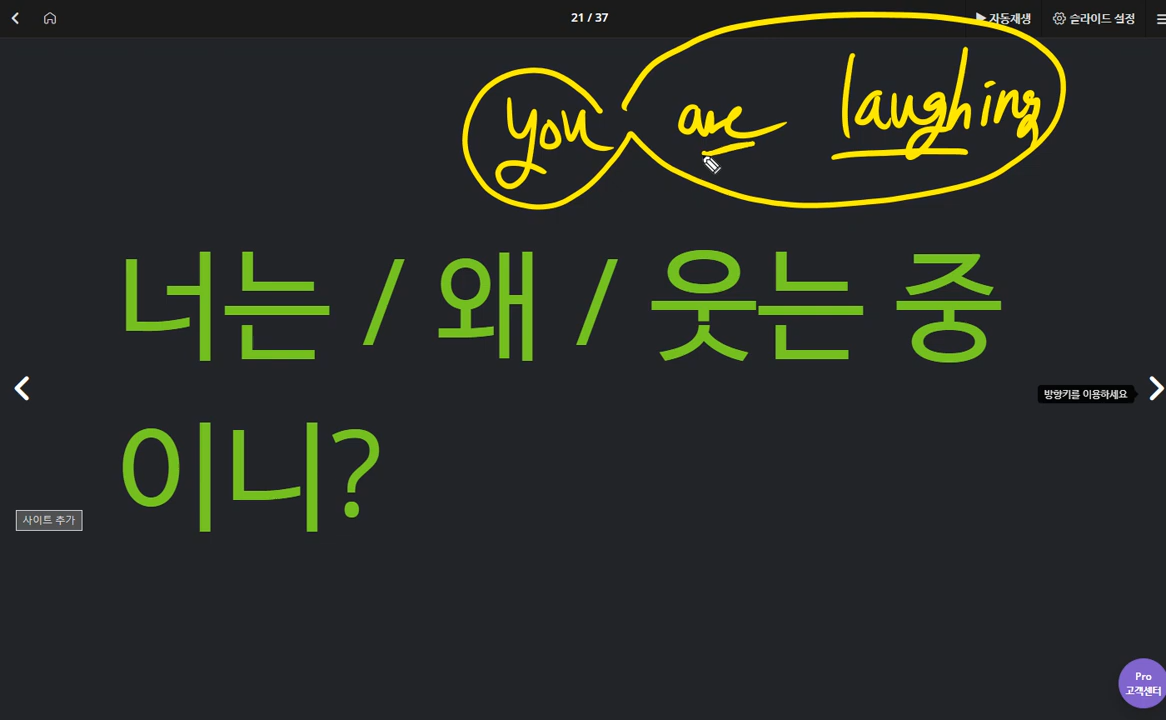 21 / 37
▶ 자동재생
슬라이드 설정
you are laughing
너는 / 왜 / 웃는 중
이니?
방향키를 이용하세요
사이트 추가
Pro
고객센터